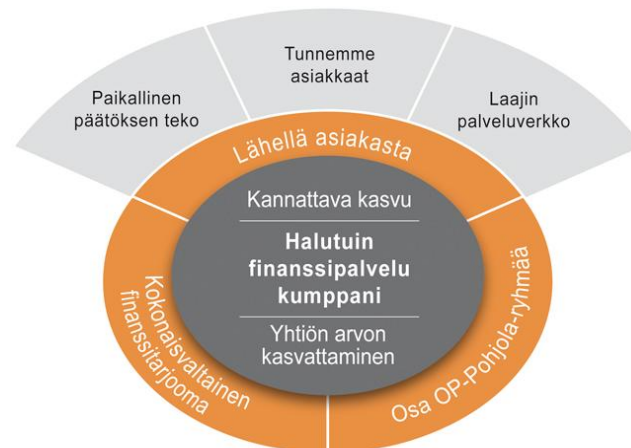 Paikallinen
päätöksen teko
Tunnemme
asiakkaat
Laajin
palveluverkko
Lähellä asiakasta
Kannattava kasvu
Halutuin
finanssipalvelu
kumppani
Yhtiön arvon
kasvattaminen
Kokonaisvaltainen
finanssitarjooma
Osa OP-Pohjola-ryhmää